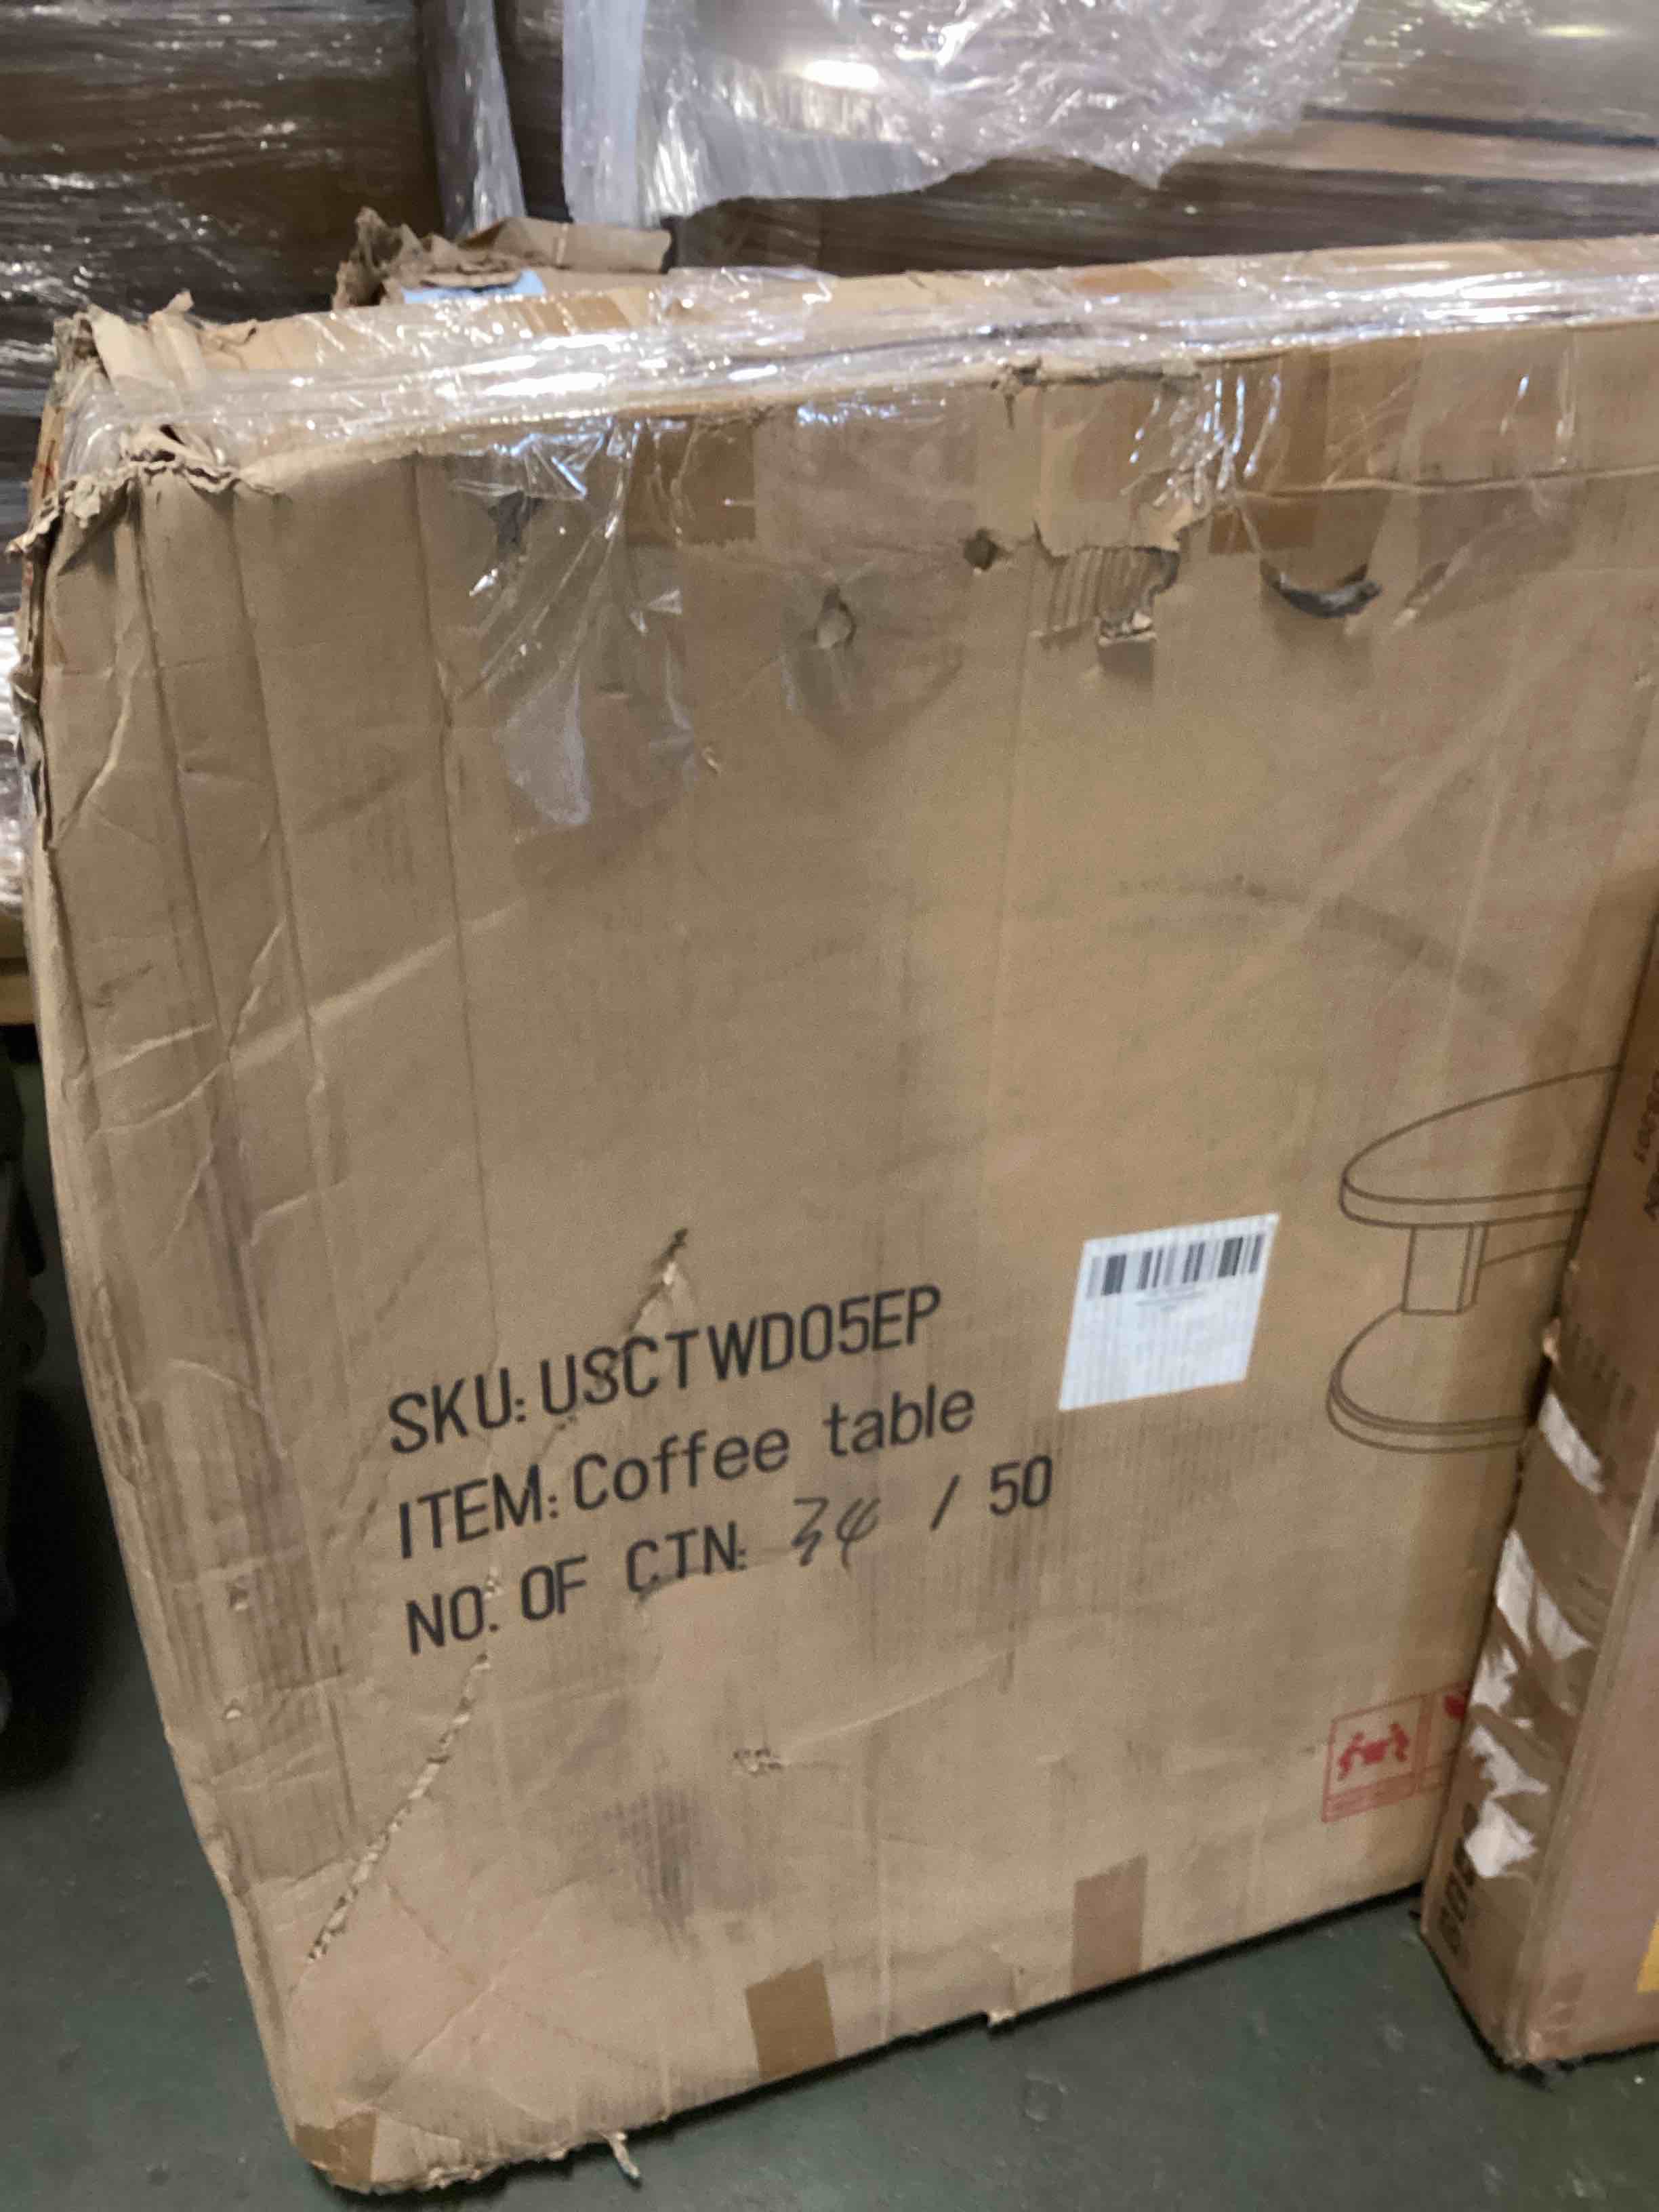 SKU: USCTWD05EP
ITEM: Coffee table
NO. OF CTN: 34 / 50